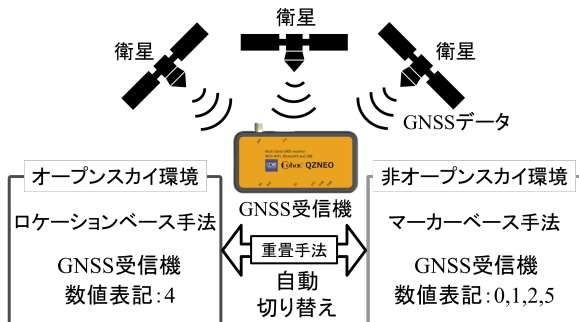 衛星
衛星
衛星
GNSSデータ
Cohac QZNEO
GNSS受信機
オープンスカイ環境
ロケーションベース手法
GNSS受信機
数値表記:4
重畳手法
自動
切り替え
非オープンスカイ環境
マーカーベース手法
GNSS受信機
数値表記:0,1,2,5